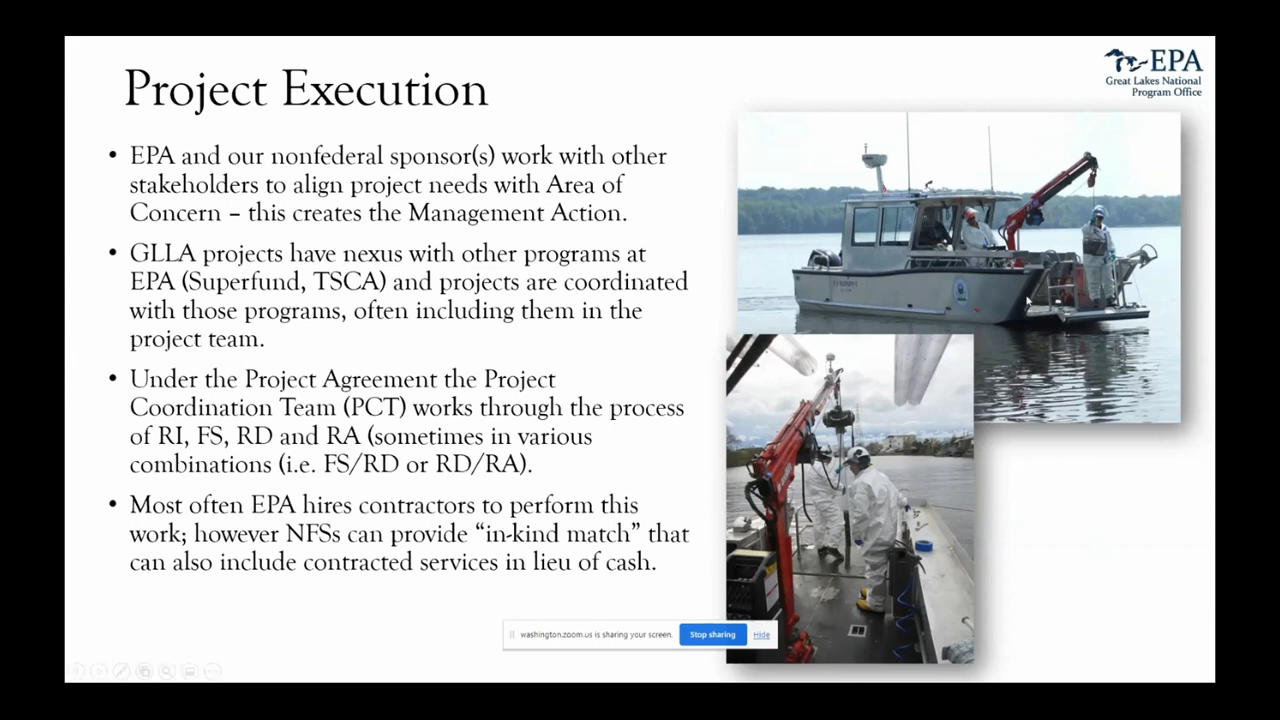 Project Execution
EPA
Great Lakes National
Program Office
• EPA and our nonfederal sponsor(s) work with other
stakeholders to align project needs with Area of
Concern – this creates the Management Action.
• GLLA projects have nexus with other programs at
EPA (Superfund, TSCA) and projects are coordinated
with those programs, often including them in the
project team.
• Under the Project Agreement the Project
Coordination Team (PCT) works through the process
of RI, FS, RD and RA (sometimes in various
combinations (i.e. FS/RD or RD/RA).
• Most often EPA hires contractors to perform this
work; however NFSs can provide “in-kind match” that
can also include contracted services in lieu of cash.
washington.zoom.us is sharing your screen.
Stop sharing
Hide